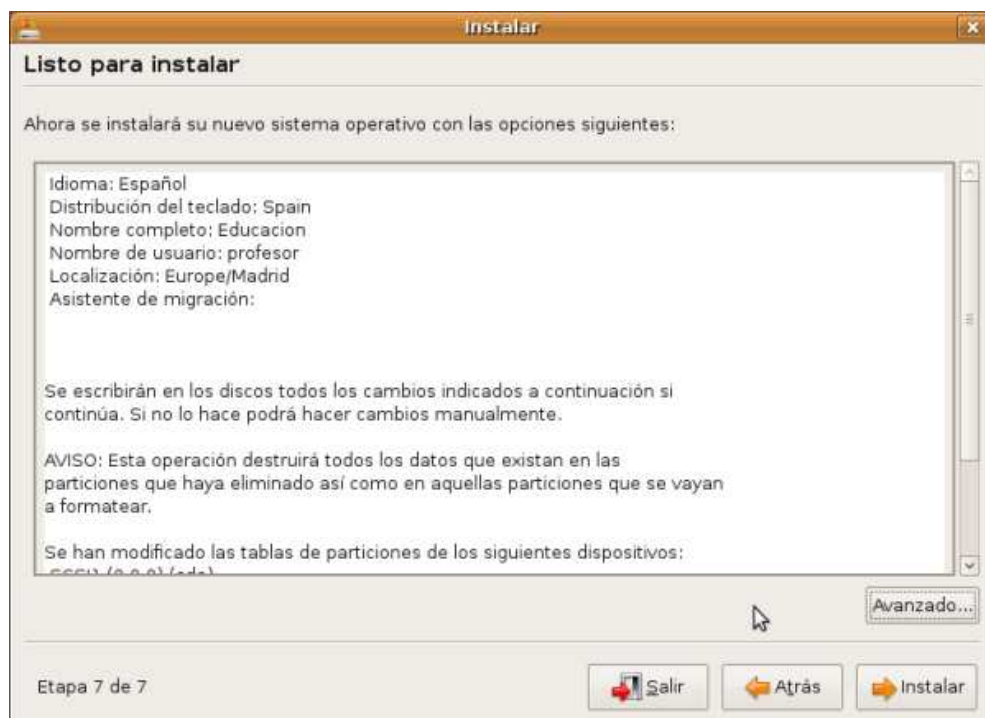 Instalar
Listo para instalar
Ahora se instalará su nuevo sistema operativo con las opciones siguientes:
Idioma: Español
Distribución del teclado: Spain
Nombre completo: Educacion
Nombre de usuario: profesor
Localización: Europe/Madrid
Asistente de migración:
Se escribirán en los discos todos los cambios indicados a continuación si
continúa. Si no lo hace podrá hacer cambios manualmente.
AVISO: Esta operación destruirá todos los datos que existan en las
particiones que haya eliminado así como en aquellas particiones que se vayan
a formatear.
Se han modificado las tablas de particiones de los siguientes dispositivos:
Avanzado...
Etapa 7 de 7
Salir
Atrás
Instalar